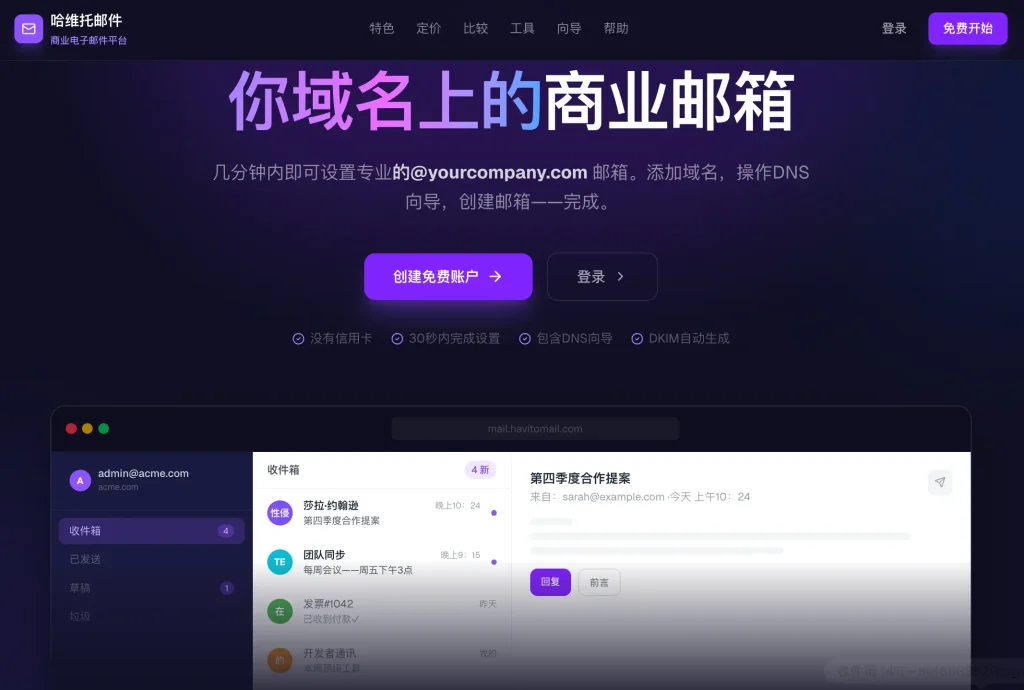 哈维托邮件
商业电子邮件平台
特色 定价 比较 工具 向导 帮助
登录 免费开始
你域名上的商业邮箱
几分钟内即可设置专业的@yourcompany.com 邮箱。添加域名，操作DNS
向导，创建邮箱——完成。
创建免费账户 登录
没有信用卡 30秒内完成设置 包含DNS向导 DKIM自动生成
mail.havitomail.com
A
admin@acme.com
acme.com
收件箱 4
已发送
草稿 1
垃圾
收件箱 4 新
性侵
莎拉·约翰逊 晚上10：24
第四季度合作提案
TE
团队同步 晚上9：15
每周会议——周五下午3点
在
发票#1042 昨天
已收到付款✓
的
开发者通讯
本周顶级工具
第四季度合作提案
来自： sarah@example.com ·今天 上午10：24
回复 前言